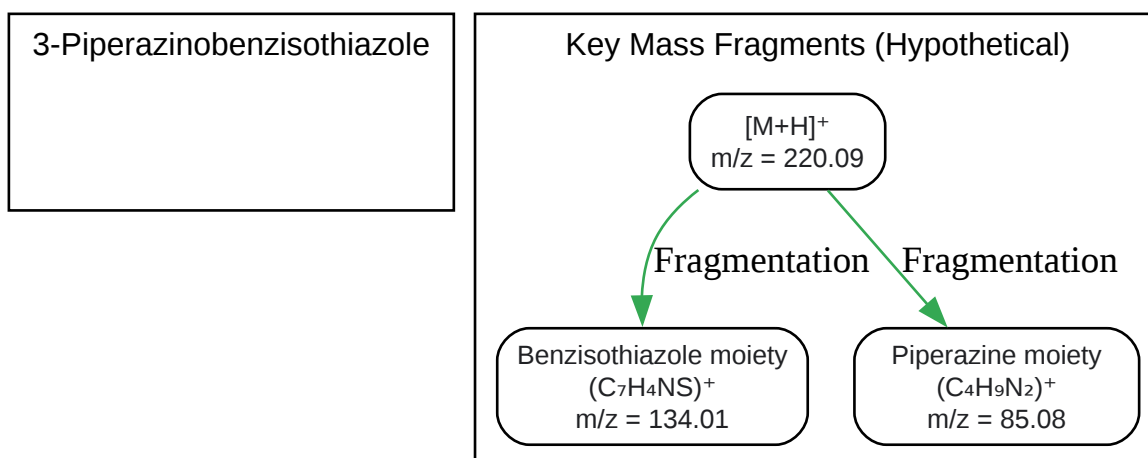 3-Piperazinobenzisothiazole
Key Mass Fragments (Hypothetical)
[M+H]⁺
m/z = 220.09
Fragmentation
Fragmentation
Benzisothiazole moiety
(C₇H₄NS)⁺
m/z = 134.01
Piperazine moiety
(C₄H₉N₂)⁺
m/z = 85.08